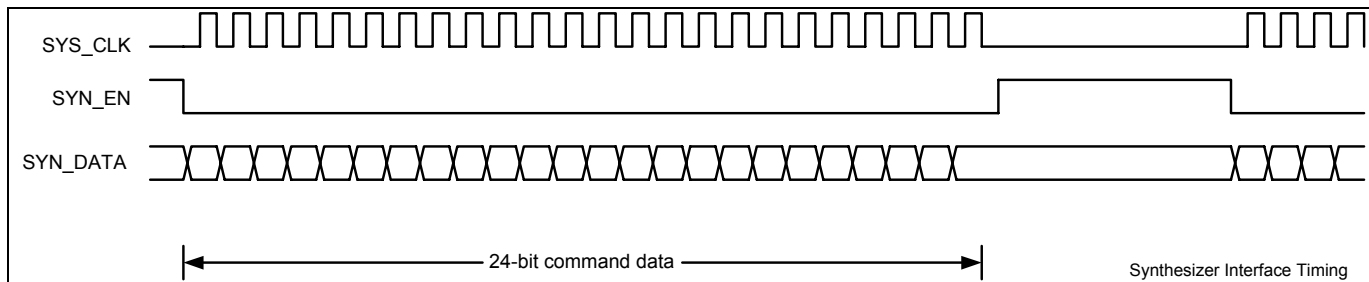 SYS_CLK
SYN_EN
SYN_DATA
24-bit command data
Synthesizer Interface Timing